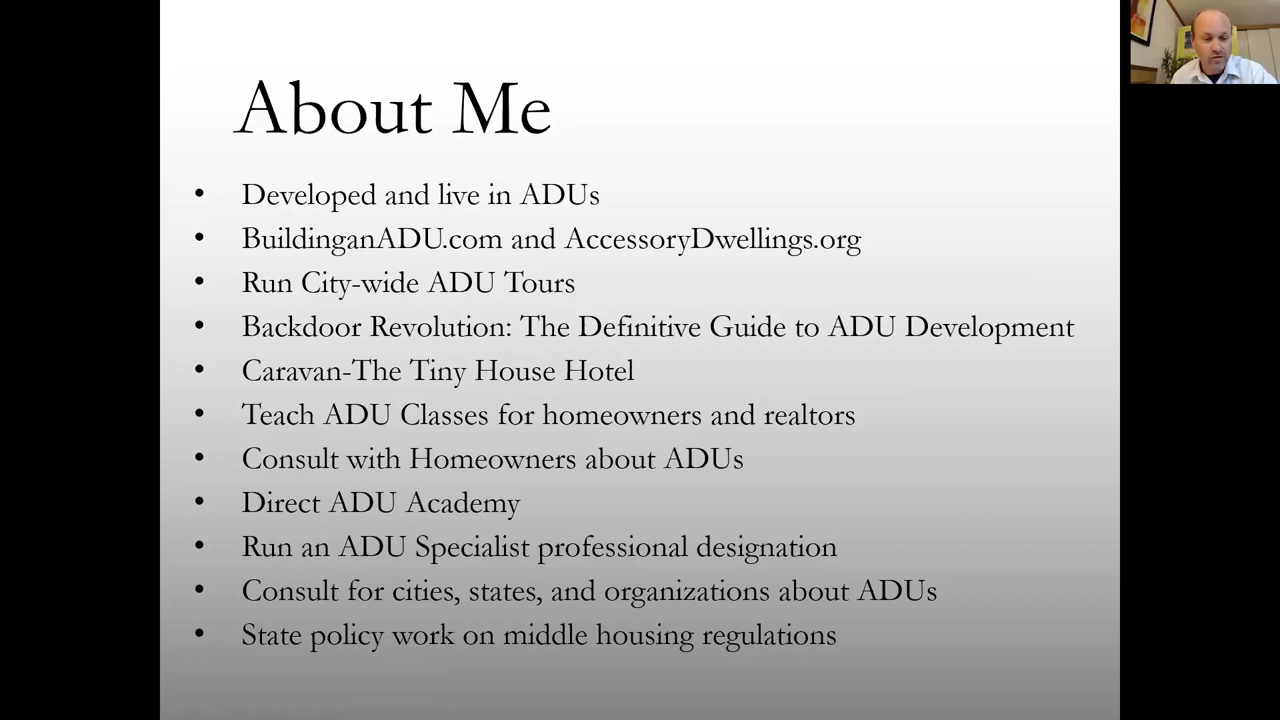 About Me
• Developed and live in ADUs
• BuildinganADU.com and AccessoryDwellings.org
• Run City-wide ADU Tours
• Backdoor Revolution: The Definitive Guide to ADU Development
• Caravan-The Tiny House Hotel
• Teach ADU Classes for homeowners and realtors
• Consult with Homeowners about ADUs
• Direct ADU Academy
• Run an ADU Specialist professional designation
• Consult for cities, states, and organizations about ADUs
• State policy work on middle housing regulations